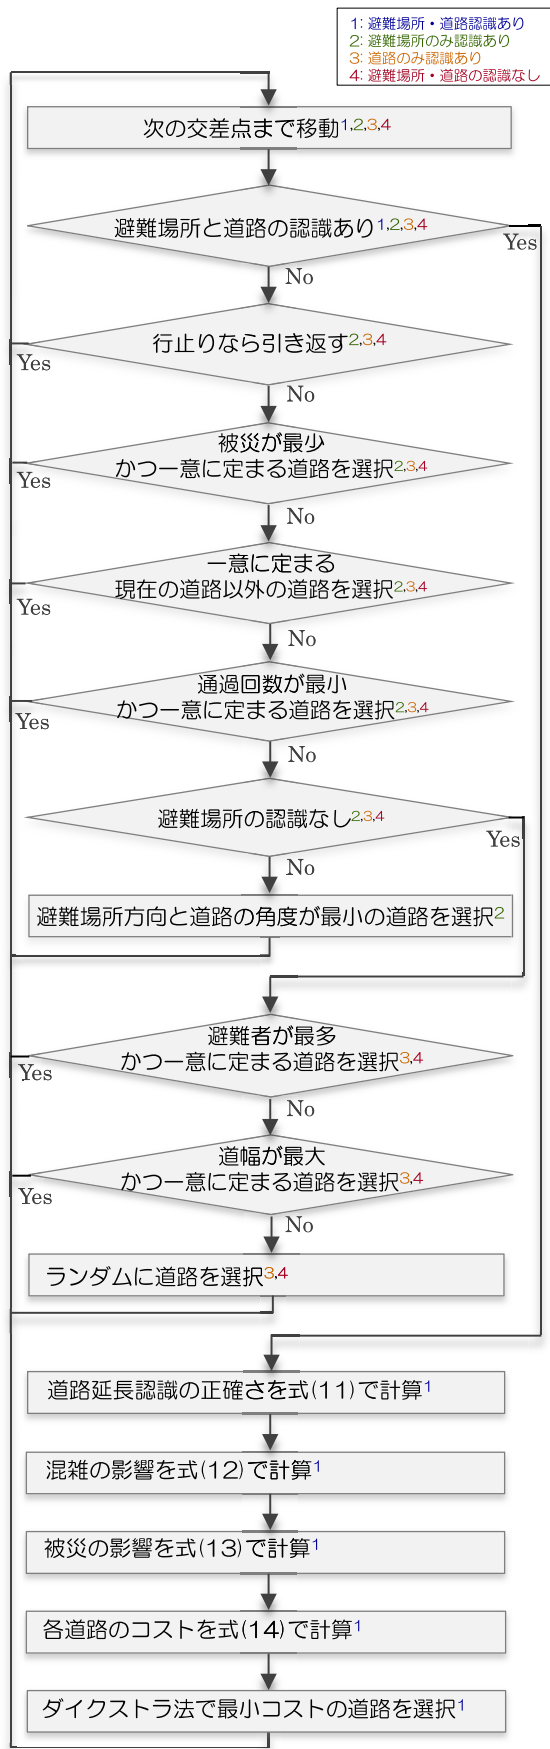 1: 避難場所・道路認識あり
2: 避難場所のみ認識あり
3: 道路のみ認識あり
4: 避難場所・道路の認識なし
次の交差点まで移動1,2,3,4
避難場所と道路の認識あり1,2,3,4
Yes
No
行止りなら引き返す2,3,4
Yes
No
被災が最少
かつ一意に定まる道路を選択2,3,4
Yes
No
一意に定まる
現在の道路以外の道路を選択2,3,4
Yes
No
通過回数が最小
かつ一意に定まる道路を選択2,3,4
Yes
No
避難場所の認識なし2,3,4
Yes
No
避難場所方向と道路の角度が最小の道路を選択2
避難者が最多
かつ一意に定まる道路を選択3,4
Yes
No
道幅が最大
かつ一意に定まる道路を選択3,4
Yes
No
ランダムに道路を選択3,4
道路延長認識の正確さを式(11)で計算1
混雑の影響を式(12)で計算1
被災の影響を式(13)で計算1
各道路のコストを式(14)で計算1
ダイクストラ法で最小コストの道路を選択1